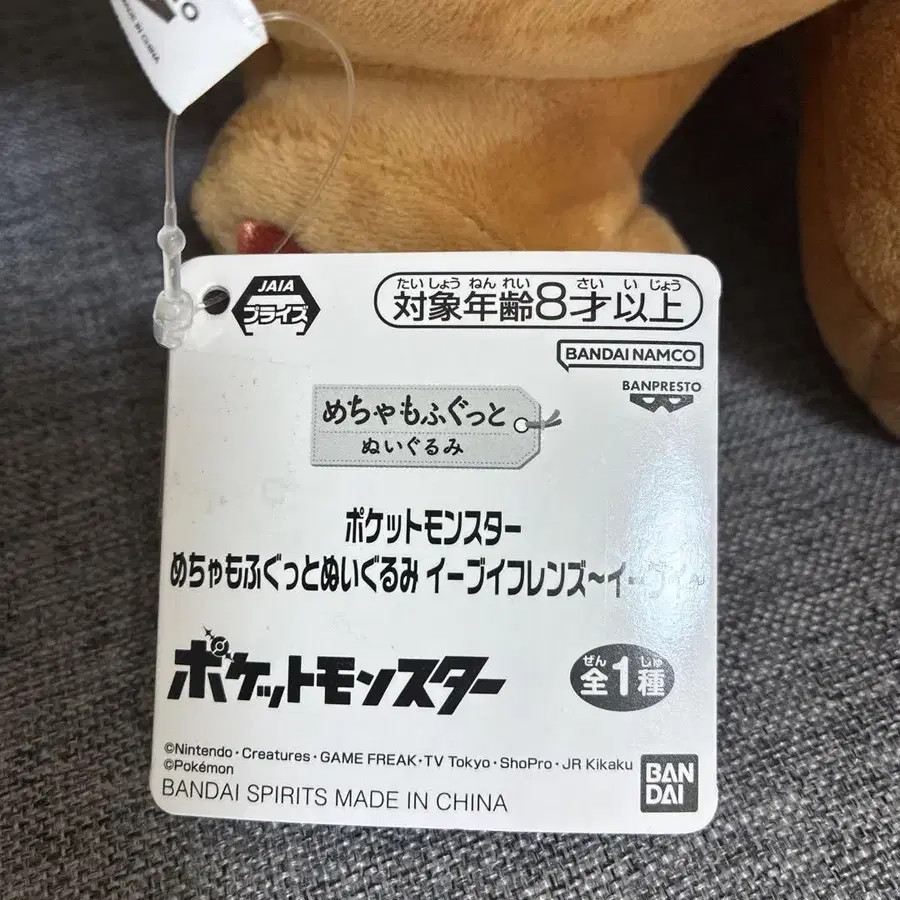 MADE IN CHINA
JAIA
プライズ
たいしょうねんれい さいいじょう
対象年齢8才以上
BANDAI NAMCO
BANPRESTO
めちゃもふぐっと
ぬいぐるみ
ポケットモンスター
めちゃもふぐっとぬいぐるみ イーブイフレンズ〜イーブイ〜
ポケットモンスター
ぜん しゅ
全1種
©Nintendo・Creatures・GAME FREAK・TV Tokyo・ShoPro・JR Kikaku
©Pokémon
BANDAI SPIRITS MADE IN CHINA
BAN
DAI